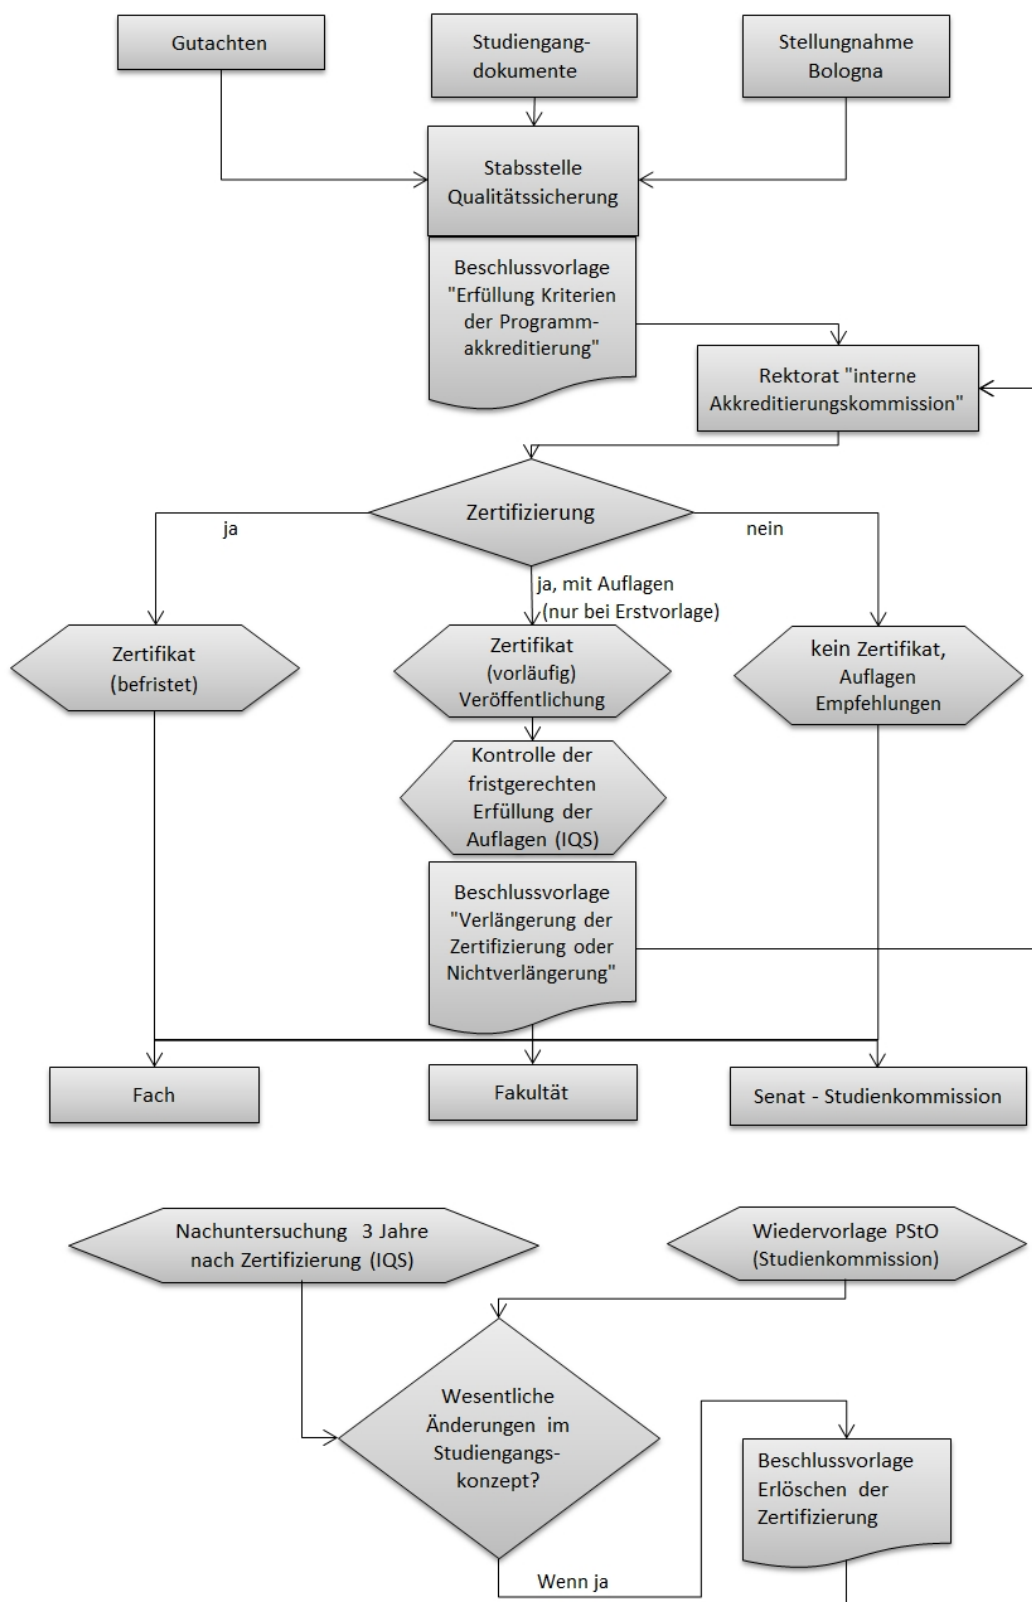 Gutachten
Studiengang-
dokumente
Stellungnahme
Bologna
Stabsstelle
Qualitätssicherung
Beschlussvorlage
"Erfüllung Kriterien
der Programm-
akkreditierung"
Rektorat "interne
Akkreditierungskommission"
Zertifizierung
ja
nein
ja, mit Auflagen
(nur bei Erstvorlage)
Zertifikat
(befristet)
Zertifikat
(vorläufig)
Veröffentlichung
kein Zertifikat,
Auflagen
Empfehlungen
Kontrolle der
fristgerechten
Erfüllung der
Auflagen (IQS)
Beschlussvorlage
"Verlängerung der
Zertifizierung oder
Nichtverlängerung"
Fach
Fakultät
Senat - Studienkommission
Nachuntersuchung 3 Jahre
nach Zertifizierung (IQS)
Wiedervorlage PStO
(Studienkommission)
Wesentliche
Änderungen im
Studiengangs-
konzept?
Beschlussvorlage
Erlöschen der
Zertifizierung
Wenn ja